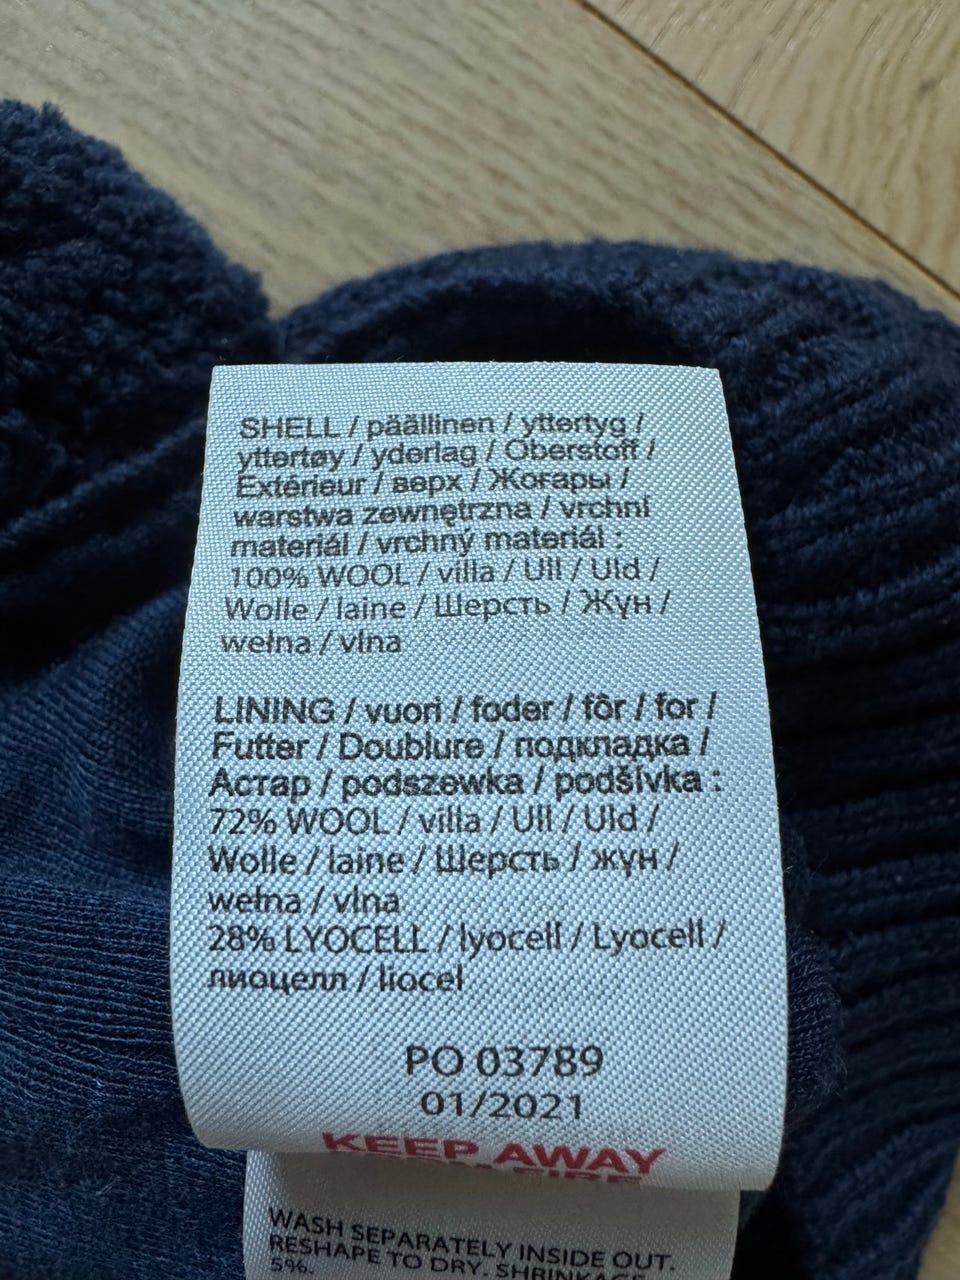 SHELL / päällinen / yttertyg /
yttertøy / yderlag / Oberstoff /
Extérieur / верх / Жоғары /
warstwa zewnętrzna / vrchní
materiál / vrchný materiál :
100% WOOL / villa / Ull / Uld /
Wolle / laine / Шерсть / Жүн /
wełna / vlna
LINING / vuori / foder / fôr / for /
Futter / Doublure / подкладка /
Астар / podszewka / podšívka :
72% WOOL / villa / Ull / Uld /
Wolle / laine / Шерсть / жүн /
wełna / vlna
28% LYOCELL / lyocell / Lyocell /
лиоцелл / liocel
PO 03789
01/2021
KEEP AWAY
FIRE
WASH SEPARATELY INSIDE OUT.
RESHAPE TO DRY. SHRINKAGE
5%.